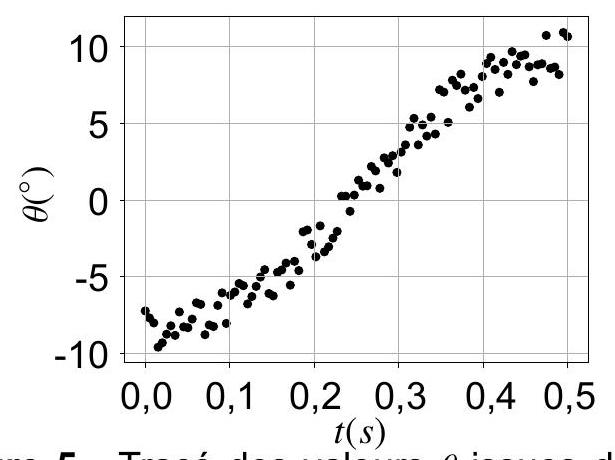 10
5
0
-5
-10
θ(°)
0,0 0,1 0,2 0,3 0,4 0,5
t(s)
5 Tracé des valeurs θ issues